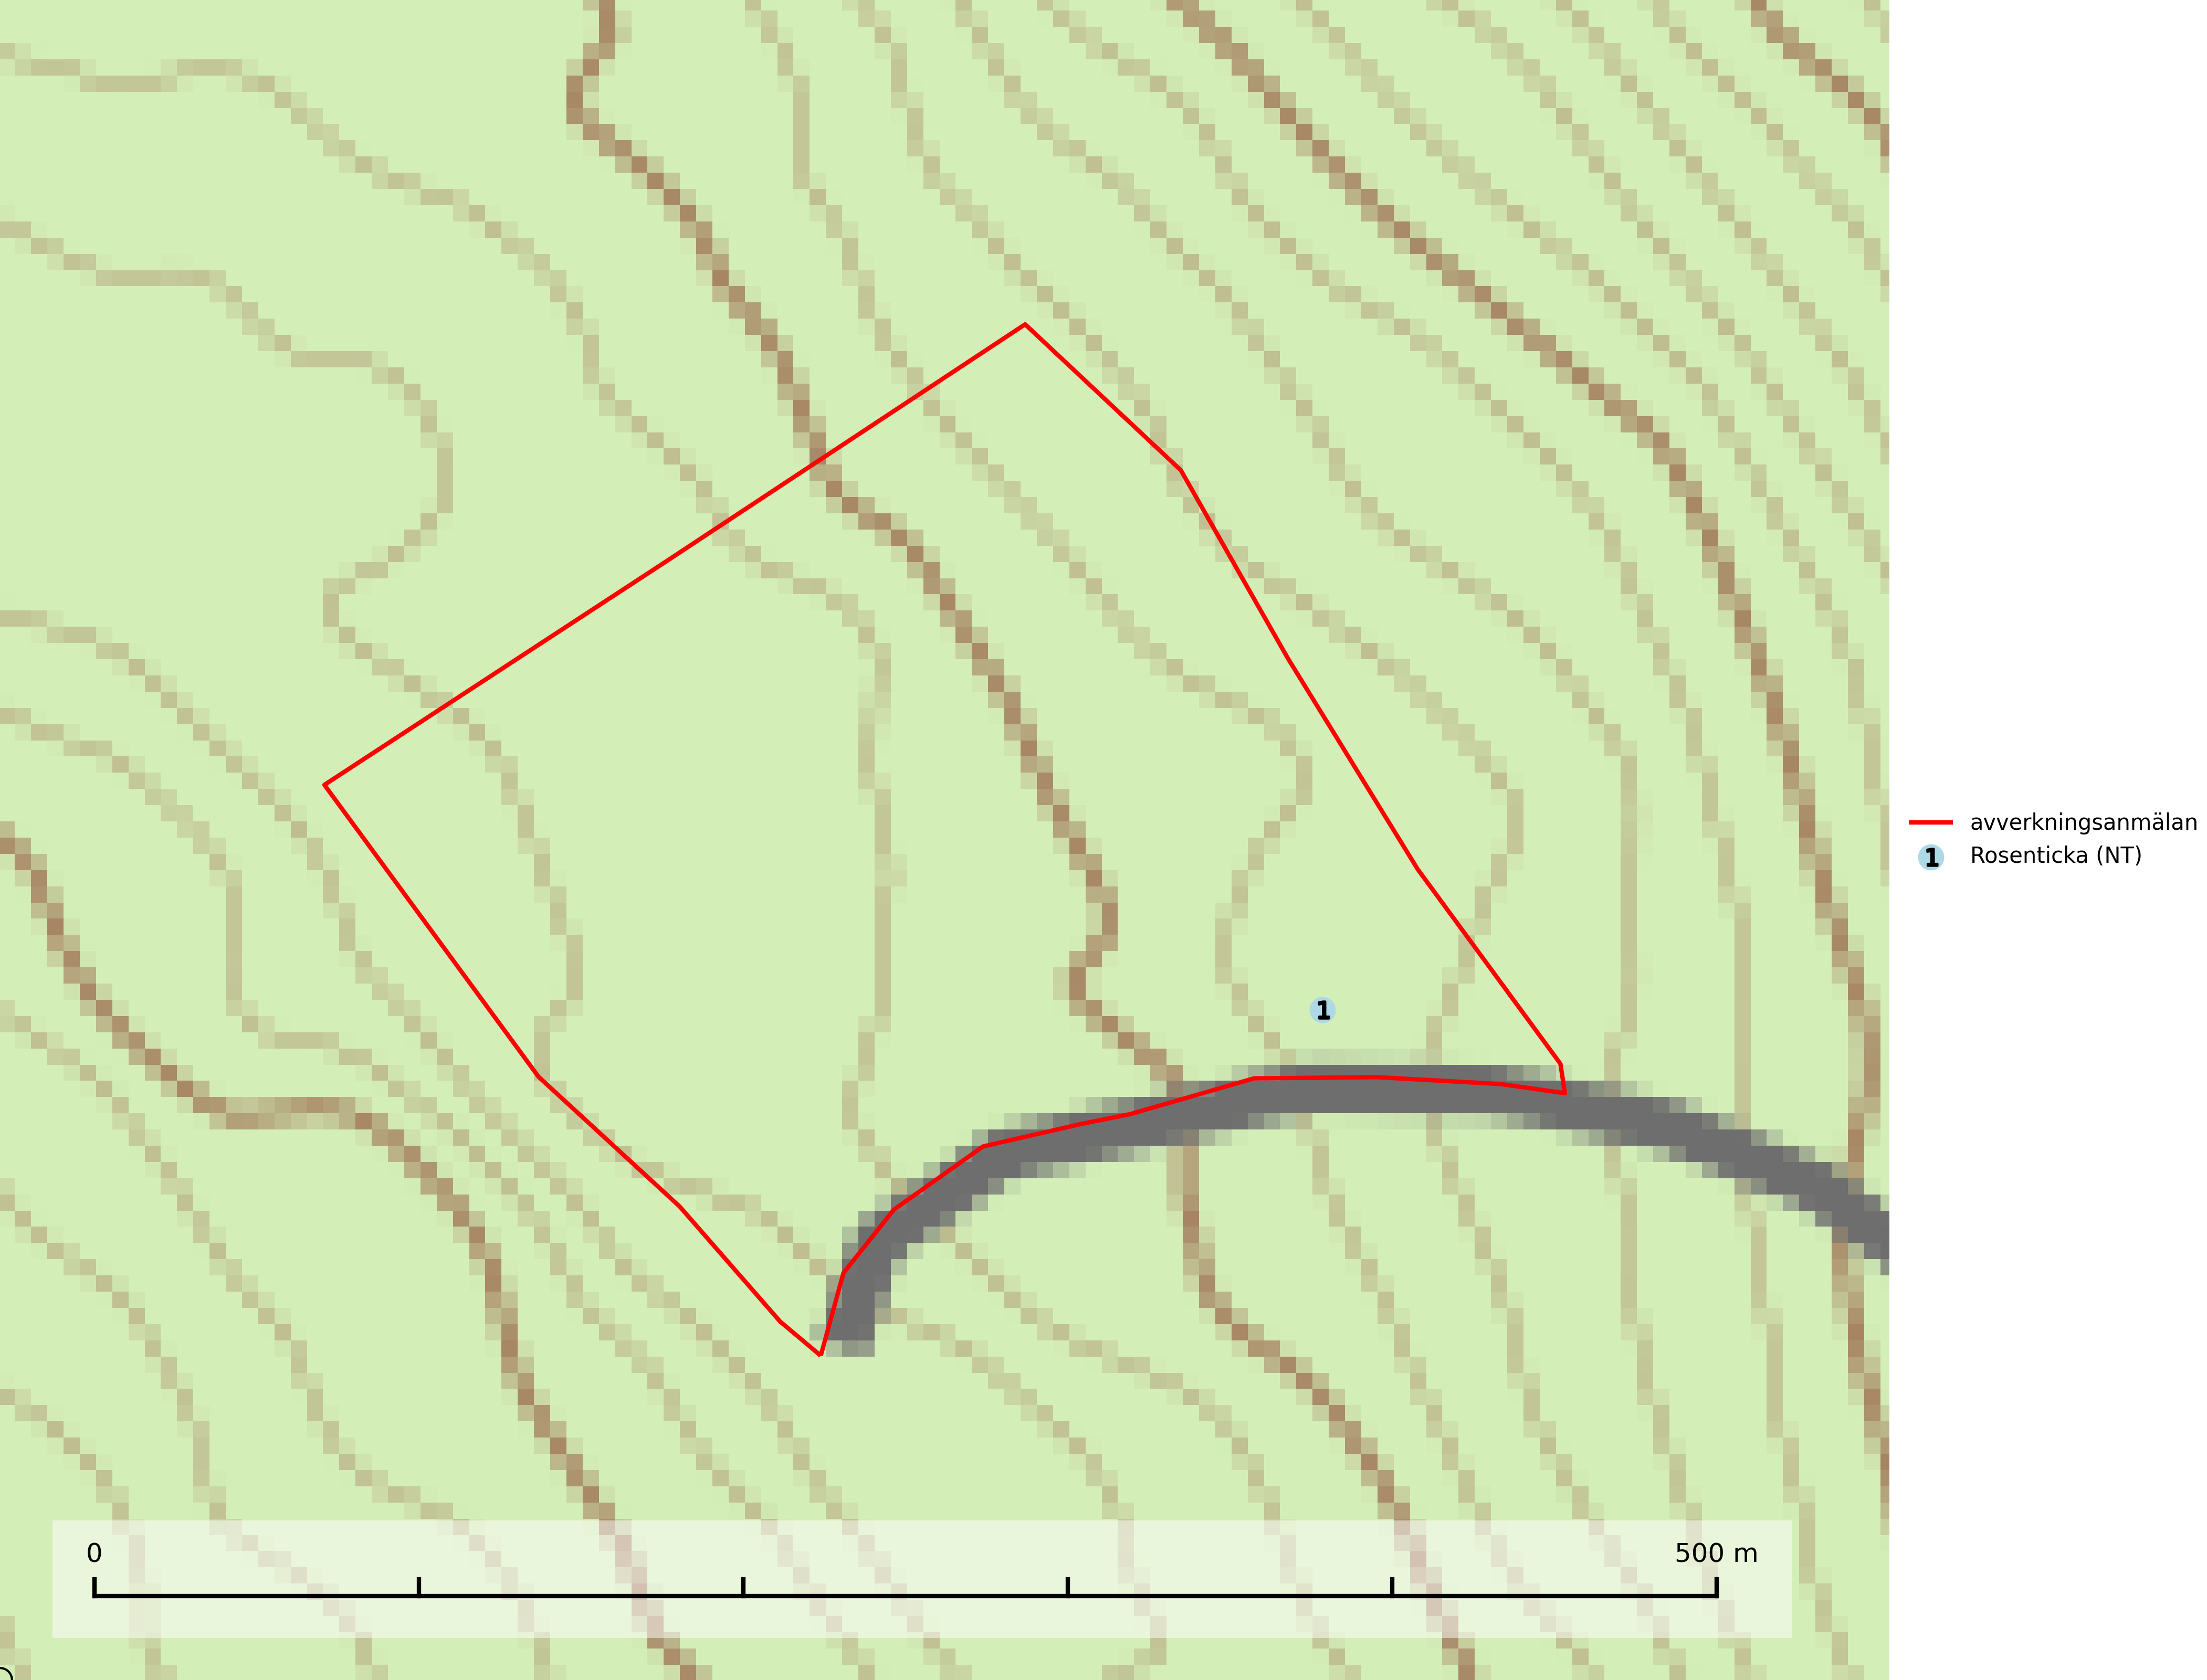 1
avverkningsanmälan
1 Rosenticka (NT)
0 500 m